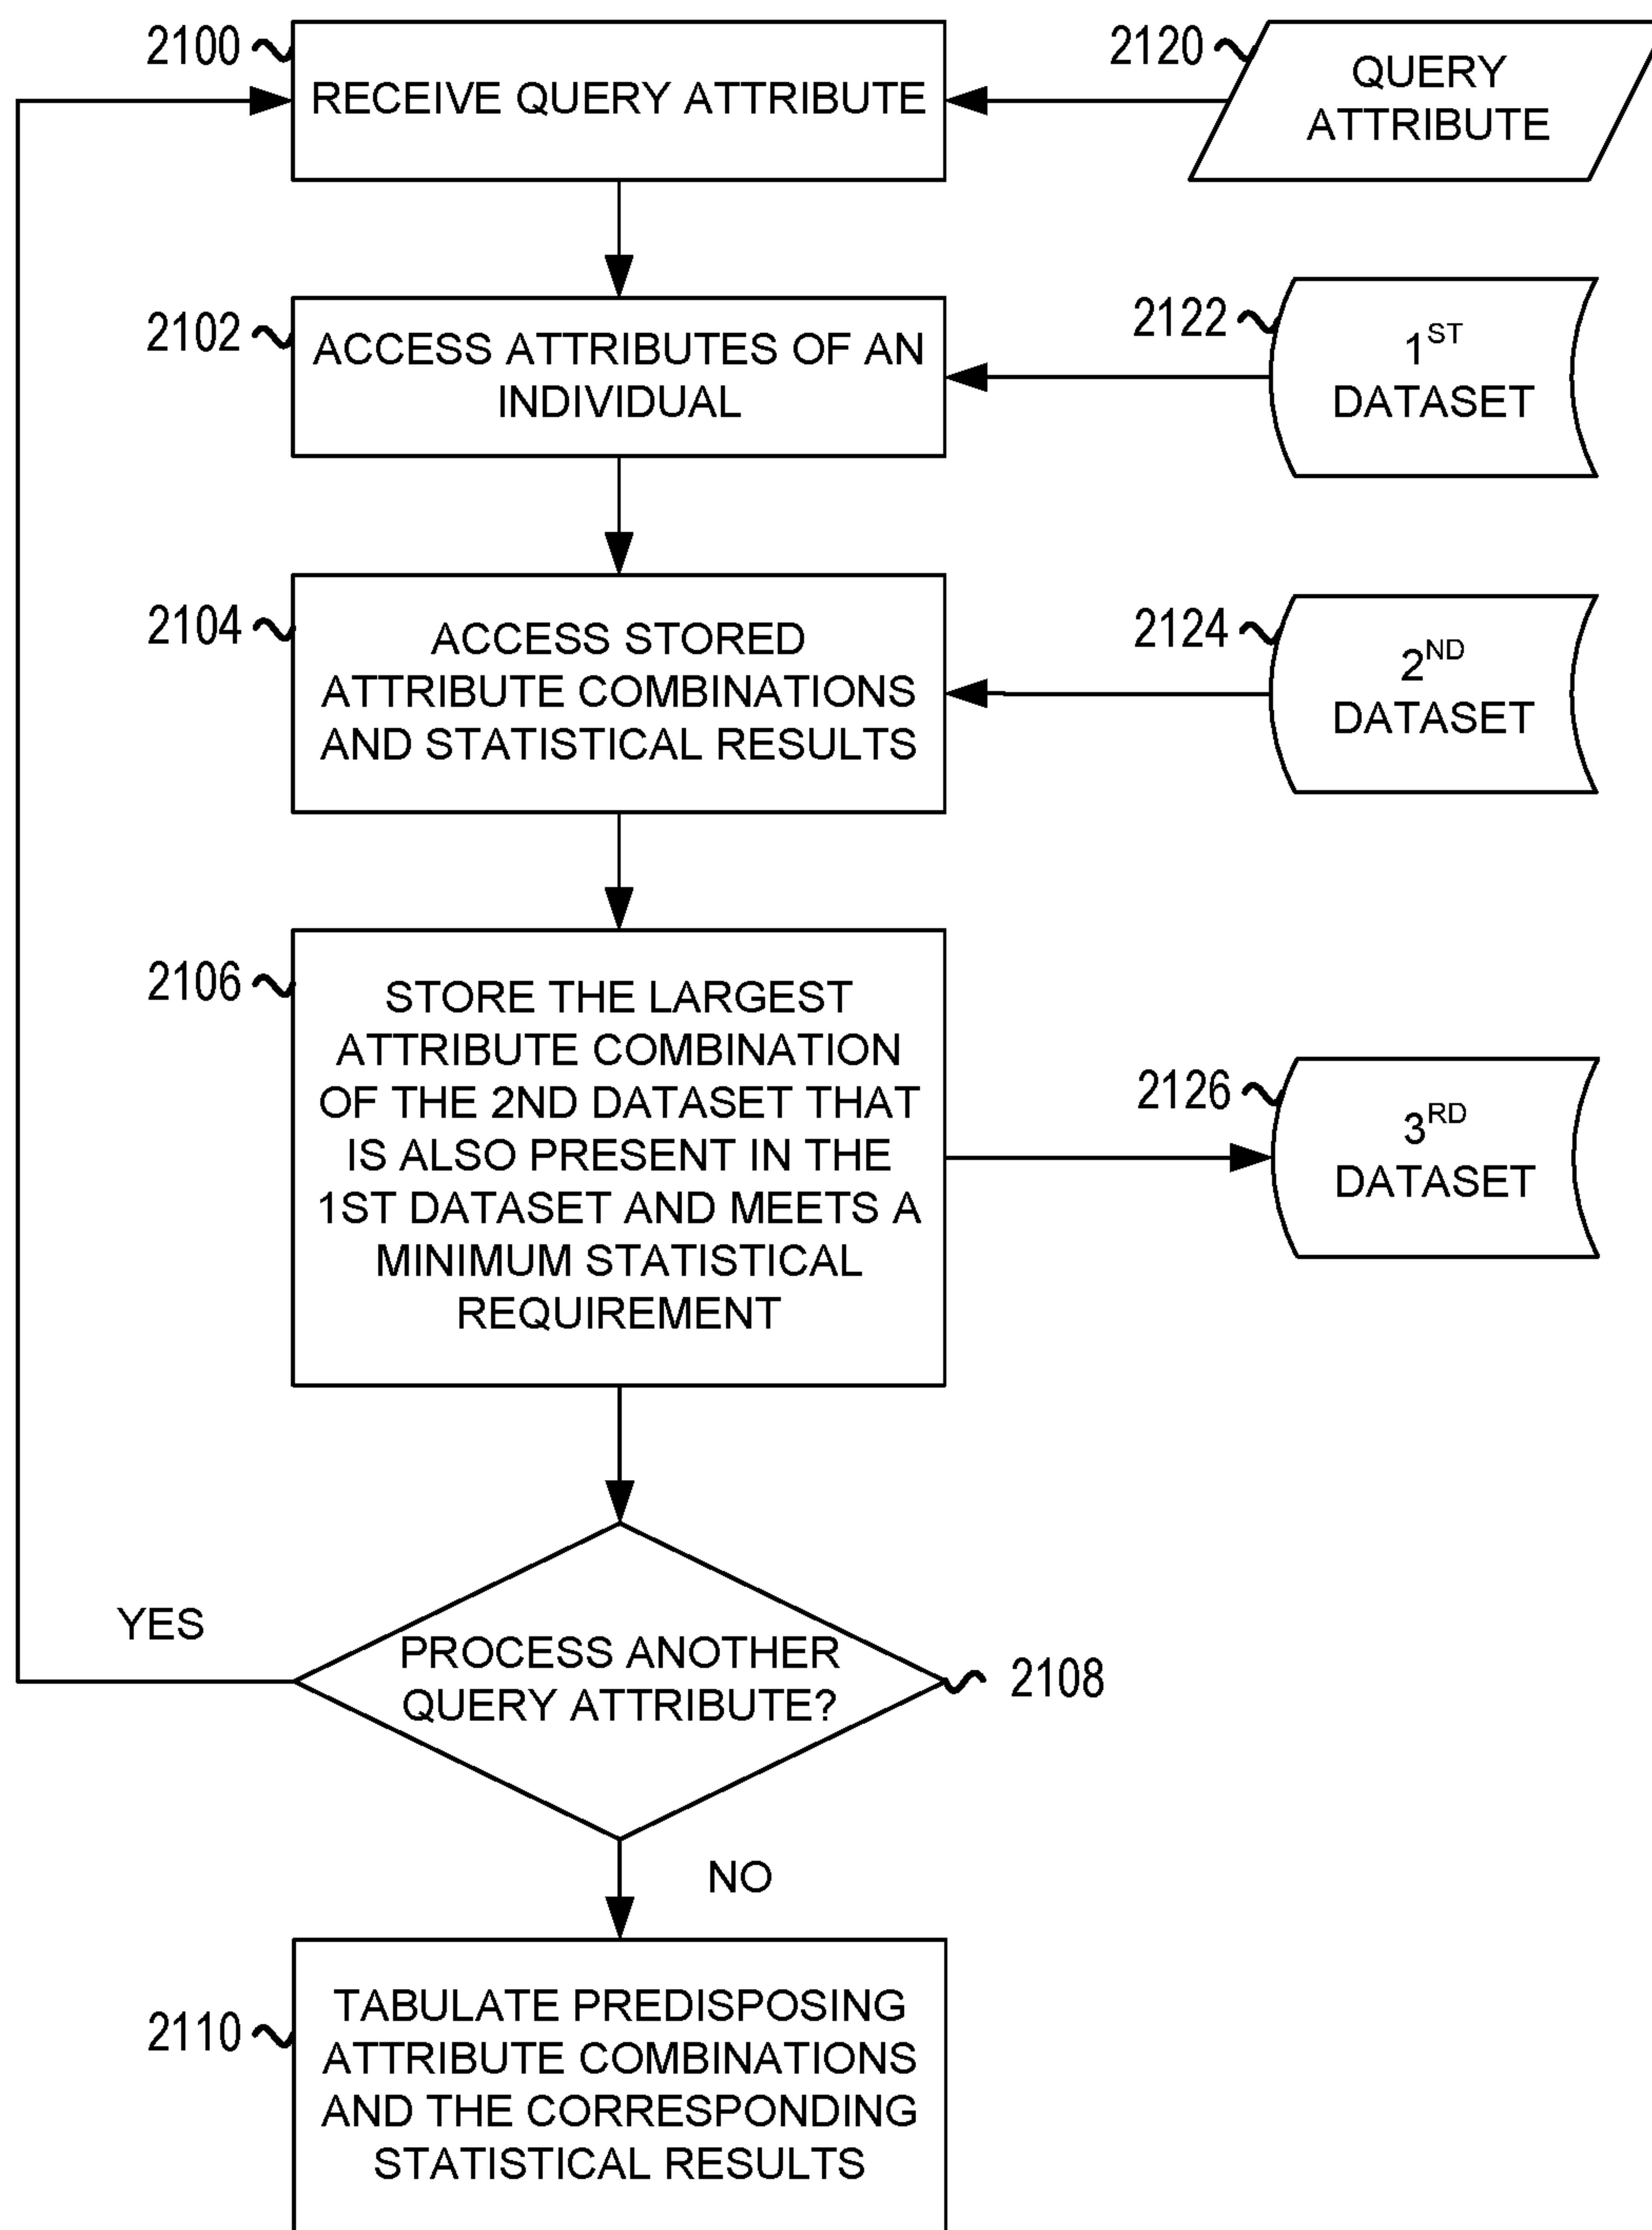 2100
RECEIVE QUERY ATTRIBUTE
2120
QUERY
ATTRIBUTE
2102
ACCESS ATTRIBUTES OF AN
INDIVIDUAL
2122
1ST
DATASET
2104
ACCESS STORED
ATTRIBUTE COMBINATIONS
AND STATISTICAL RESULTS
2124
2ND
DATASET
2106
STORE THE LARGEST
ATTRIBUTE COMBINATION
OF THE 2ND DATASET THAT
IS ALSO PRESENT IN THE
1ST DATASET AND MEETS A
MINIMUM STATISTICAL
REQUIREMENT
2126
3RD
DATASET
YES
PROCESS ANOTHER
QUERY ATTRIBUTE?
2108
NO
2110
TABULATE PREDISPOSING
ATTRIBUTE COMBINATIONS
AND THE CORRESPONDING
STATISTICAL RESULTS